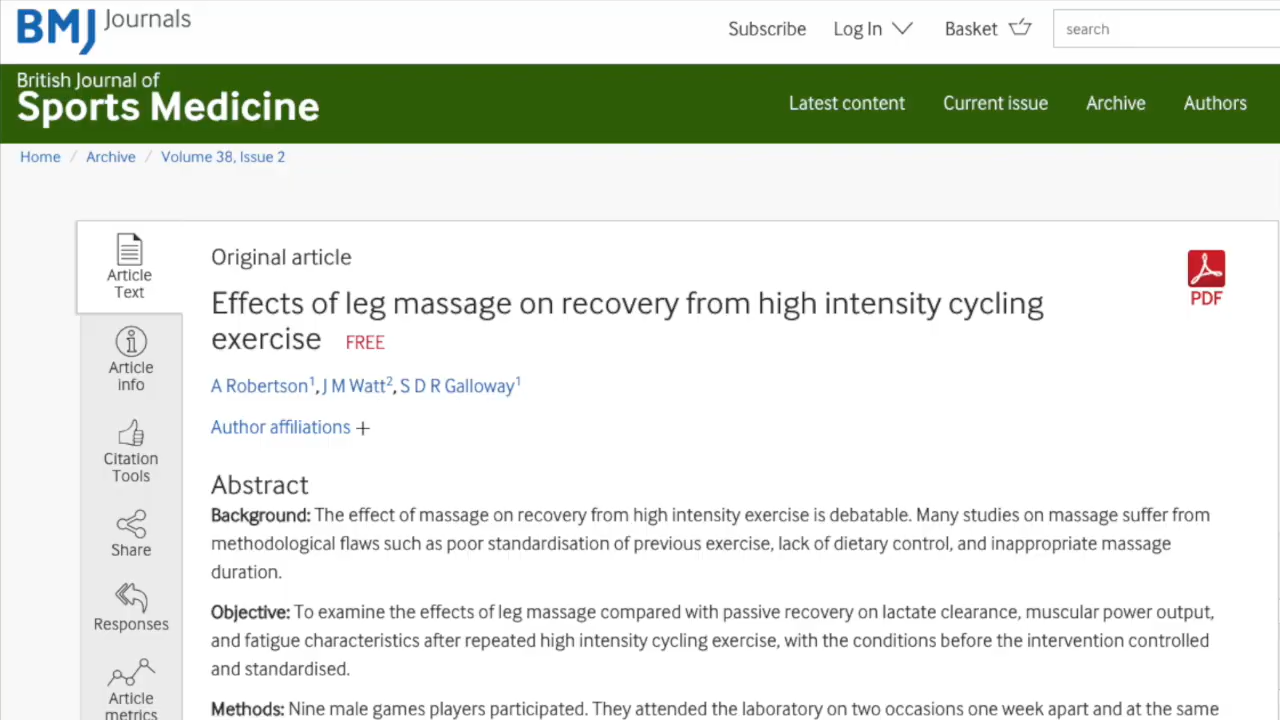 BMJ Journals
Subscribe Log In Basket search
British Journal of
Sports Medicine
Latest content Current issue Archive Authors
Home / Archive / Volume 38, Issue 2
Article
Text
Article
info
Citation
Tools
Share
Responses
Article
metrics
Original article
PDF
Effects of leg massage on recovery from high intensity cycling
exercise FREE
A Robertson1, J M Watt2, S D R Galloway1
Author affiliations +
Abstract
Background: The effect of massage on recovery from high intensity exercise is debatable. Many studies on massage suffer from
methodological flaws such as poor standardisation of previous exercise, lack of dietary control, and inappropriate massage
duration.
Objective: To examine the effects of leg massage compared with passive recovery on lactate clearance, muscular power output,
and fatigue characteristics after repeated high intensity cycling exercise, with the conditions before the intervention controlled
and standardised.
Methods: Nine male games players participated. They attended the laboratory on two occasions one week apart and at the same